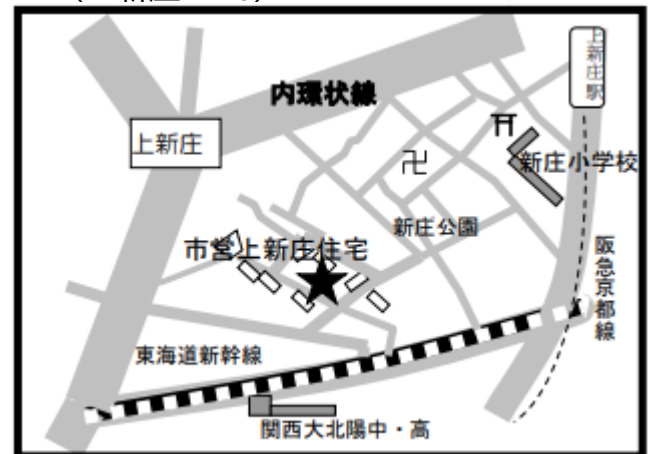 内環状線
上新庄駅
上新庄
新庄小学校
新庄公園
市営上新庄住宅
阪急京都線
東海道新幹線
関西大北陽中・高